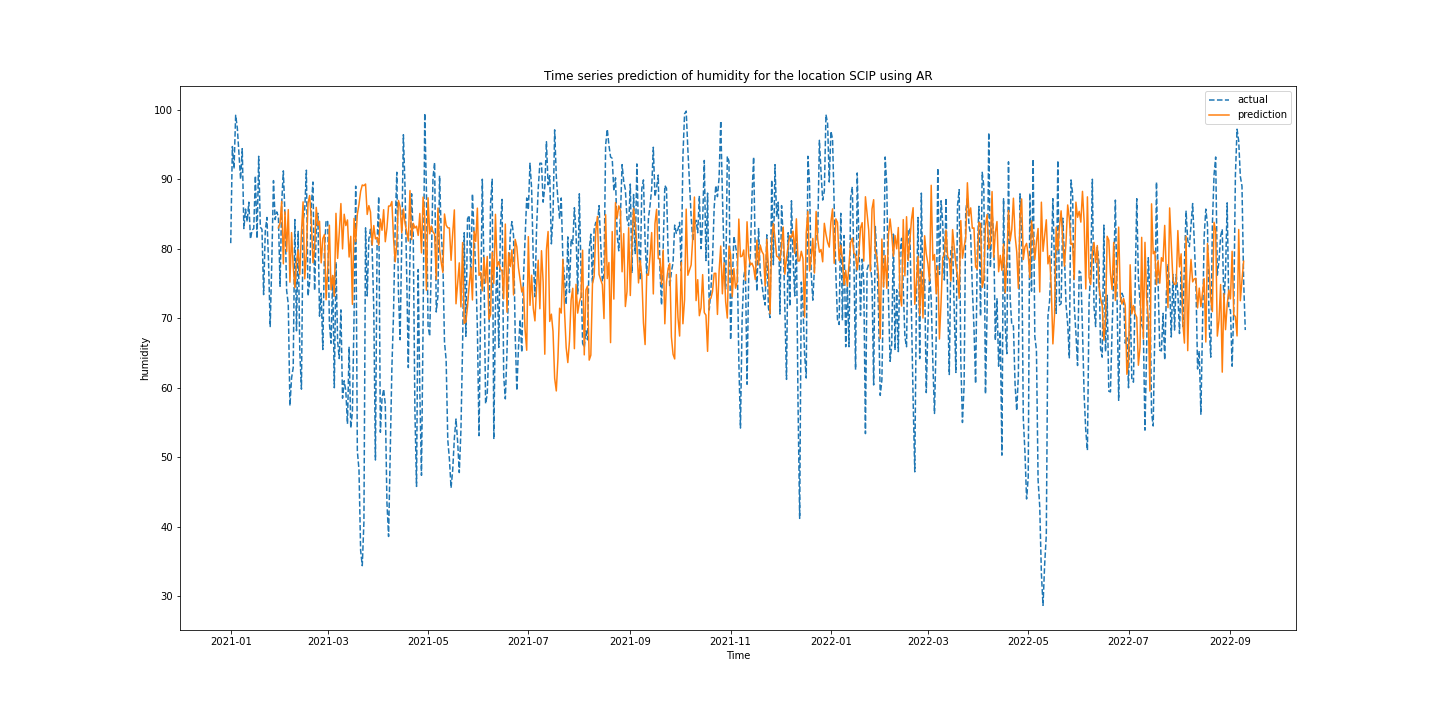 Time series prediction of humidity for the location SCIP using AR
actual
prediction
100
90
80
70
60
50
40
30
humidity
2021-01 2021-03 2021-05 2021-07 2021-09 2021-11 2022-01 2022-03 2022-05 2022-07 2022-09
Time